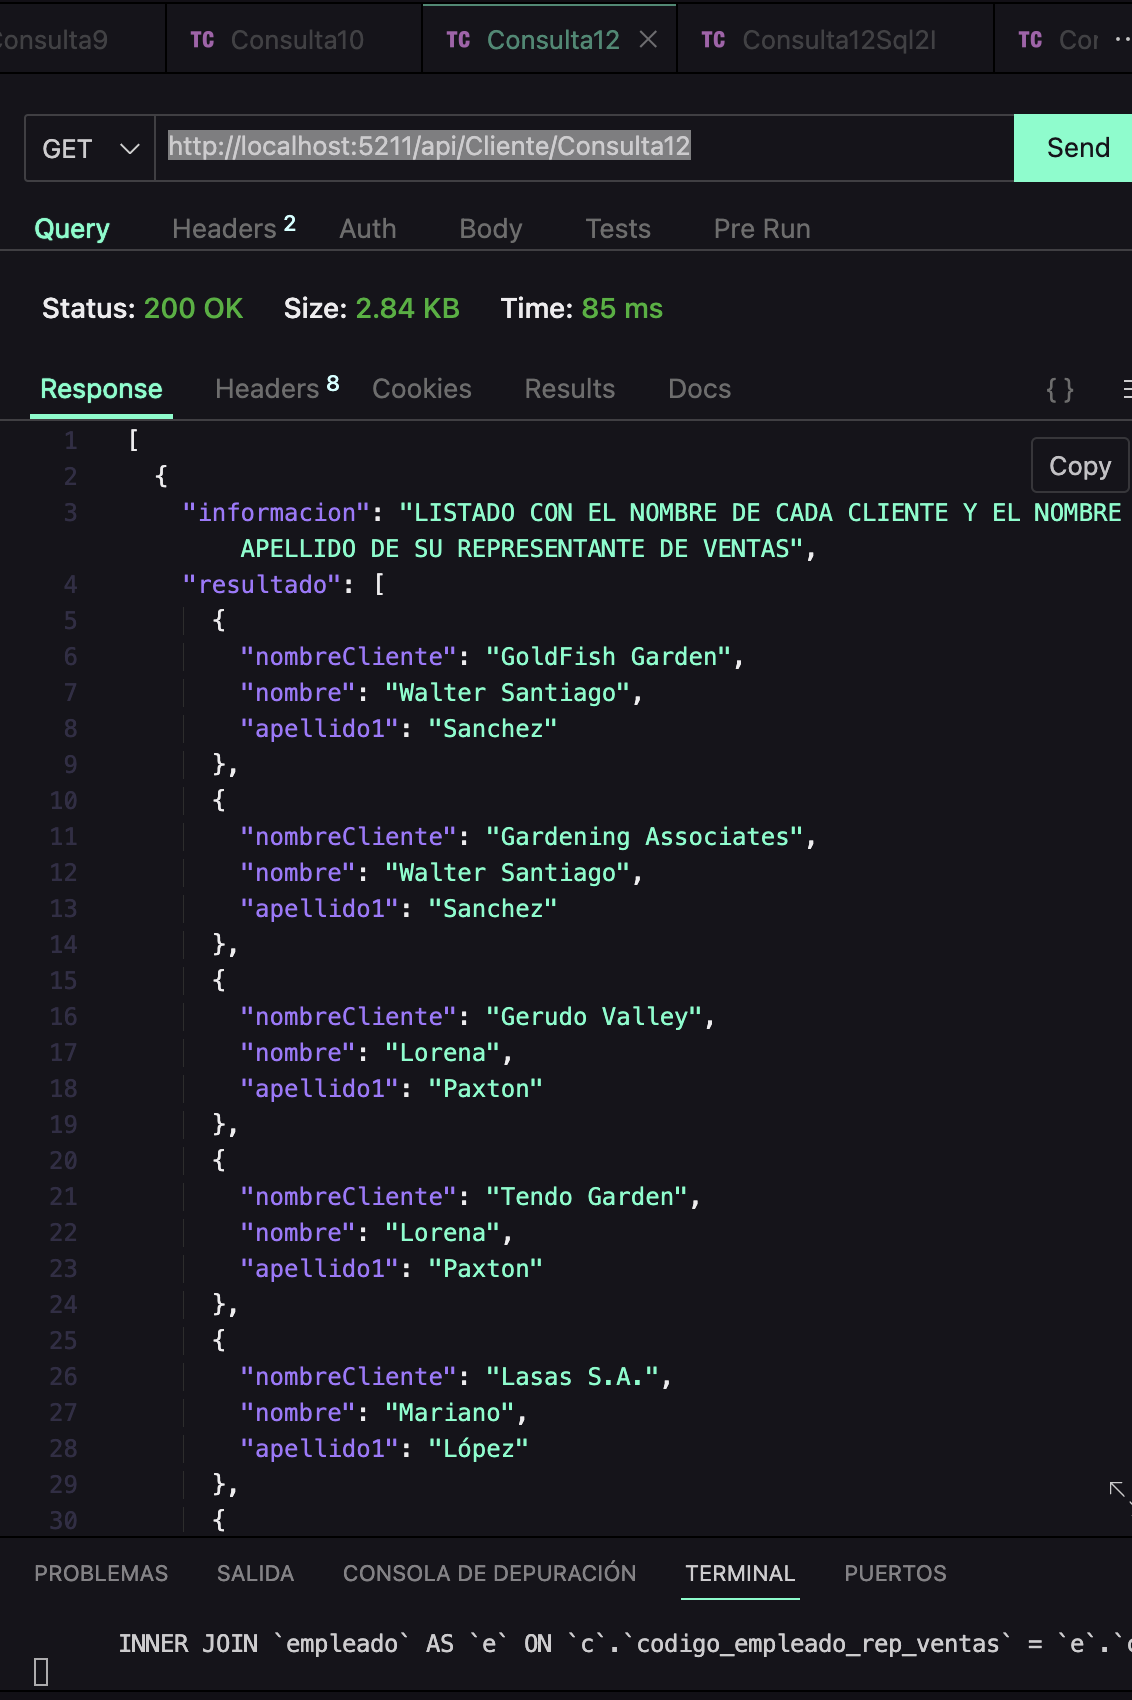 onsulta9 TC Consulta10 TC Consulta12 × TC Consulta12Sql2I TC Cor ···
GET http://localhost:5211/api/Cliente/Consulta12 Send
Query Headers 2 Auth Body Tests Pre Run
Status: 200 OK Size: 2.84 KB Time: 85 ms
Response Headers 8 Cookies Results Docs {}
1 [
Copy
2 {
3 "informacion": "LISTADO CON EL NOMBRE DE CADA CLIENTE Y EL NOMBRE
APELLIDO DE SU REPRESENTANTE DE VENTAS",
4 "resultado": [
5 {
6 "nombreCliente": "GoldFish Garden",
7 "nombre": "Walter Santiago",
8 "apellido1": "Sanchez"
9 },
10 {
11 "nombreCliente": "Gardening Associates",
12 "nombre": "Walter Santiago",
13 "apellido1": "Sanchez"
14 },
15 {
16 "nombreCliente": "Gerudo Valley",
17 "nombre": "Lorena",
18 "apellido1": "Paxton"
19 },
20 {
21 "nombreCliente": "Tendo Garden",
22 "nombre": "Lorena",
23 "apellido1": "Paxton"
24 },
25 {
26 "nombreCliente": "Lasas S.A.",
27 "nombre": "Mariano",
28 "apellido1": "López"
29 },
30 {
PROBLEMAS SALIDA CONSOLA DE DEPURACIÓN TERMINAL PUERTOS
INNER JOIN `empleado` AS `e` ON `c`.`codigo_empleado_rep_ventas` = `e`.`c